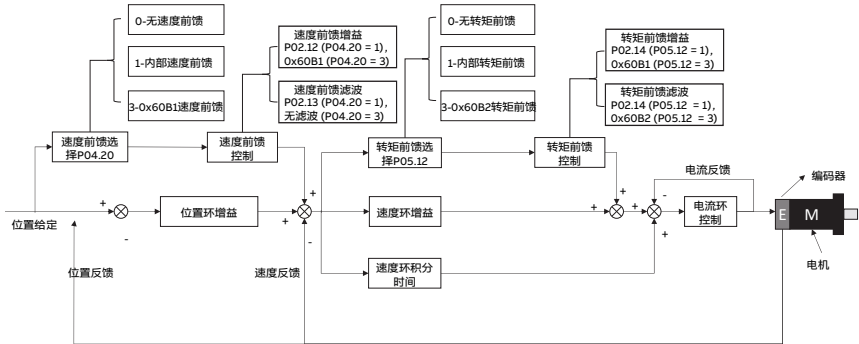 0-无速度前馈
1-内部速度前馈
3-0x60B1速度前馈
速度前馈增益
P02.12 (P04.20 = 1),
0x60B1 (P04.20 = 3)
速度前馈滤波
P02.13 (P04.20 = 1),
无滤波 (P04.20 = 3)
0-无转矩前馈
1-内部转矩前馈
3-0x60B2转矩前馈
转矩前馈增益
P02.14 (P05.12 = 1),
0x60B1 (P05.12 = 3)
转矩前馈滤波
P02.14 (P05.12 = 1),
0x60B2 (P05.12 = 3)
速度前馈选
择P04.20
速度前馈
控制
转矩前馈选
择P05.12
转矩前馈
控制
电流反馈
编码器
位置给定
+
-
位置环增益
+
+
-
速度环增益
+
+
+
-
+
电流环
控制
E
M
电机
位置反馈
速度反馈
速度环积分
时间